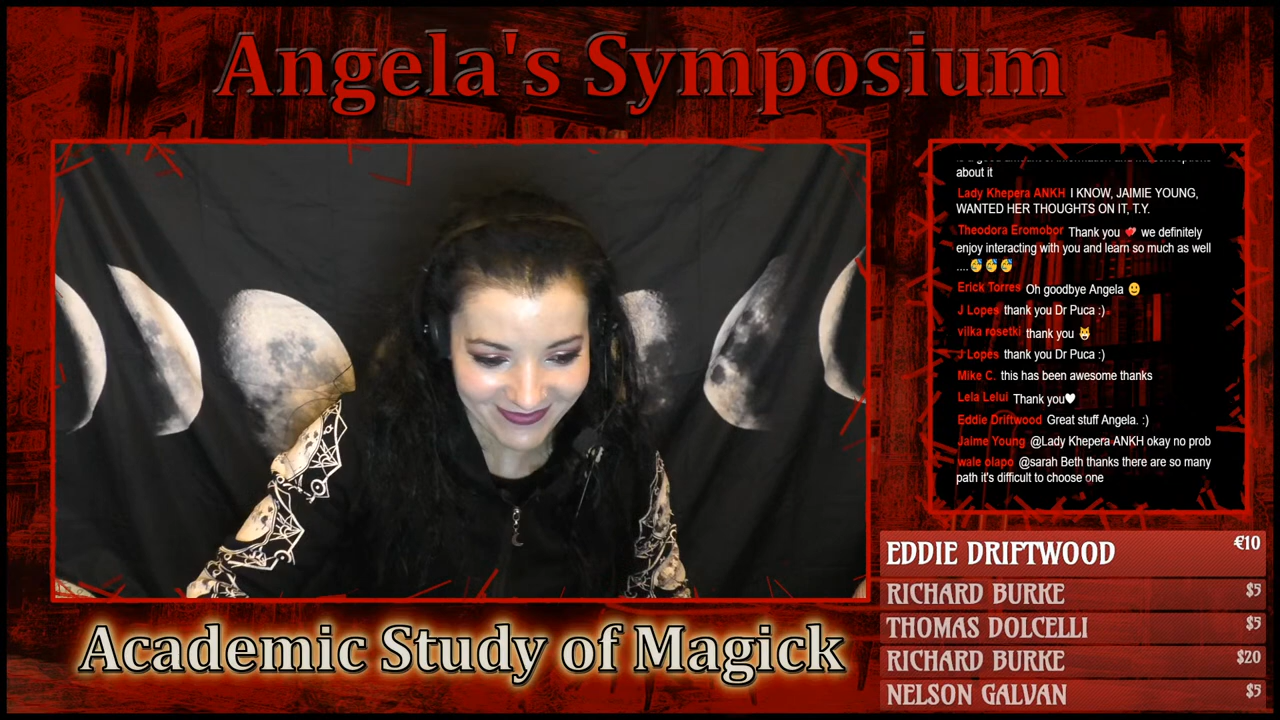 Angela's Symposium
about it
Lady Khepera ANKH I KNOW, JAIMIE YOUNG,
WANTED HER THOUGHTS ON IT, T.Y.
Theodora Eromobor Thank you 💓 we definitely
enjoy interacting with you and learn so much as well
....🥳🥳🥳
Erick Torres Oh goodbye Angela 🙂
J Lopes thank you Dr Puca :)
vilka rosetki thank you 😺
J Lopes thank you Dr Puca :)
Mike C. this has been awesome thanks
Lela Lelui Thank you🤍
Eddie Driftwood Great stuff Angela. :)
Jaime Young @Lady Khepera ANKH okay no prob
wale olapo @sarah Beth thanks there are so many
path it's difficult to choose one
EDDIE DRIFTWOOD €10
RICHARD BURKE $5
THOMAS DOLCELLI $5
RICHARD BURKE $20
NELSON GALVAN $5
Academic Study of Magick